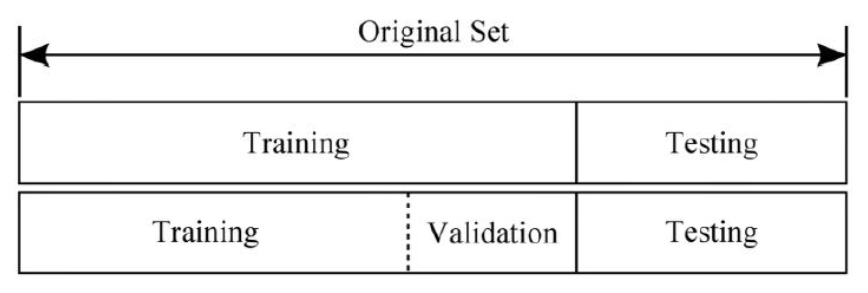 Original Set
Training Testing
Training Validation Testing